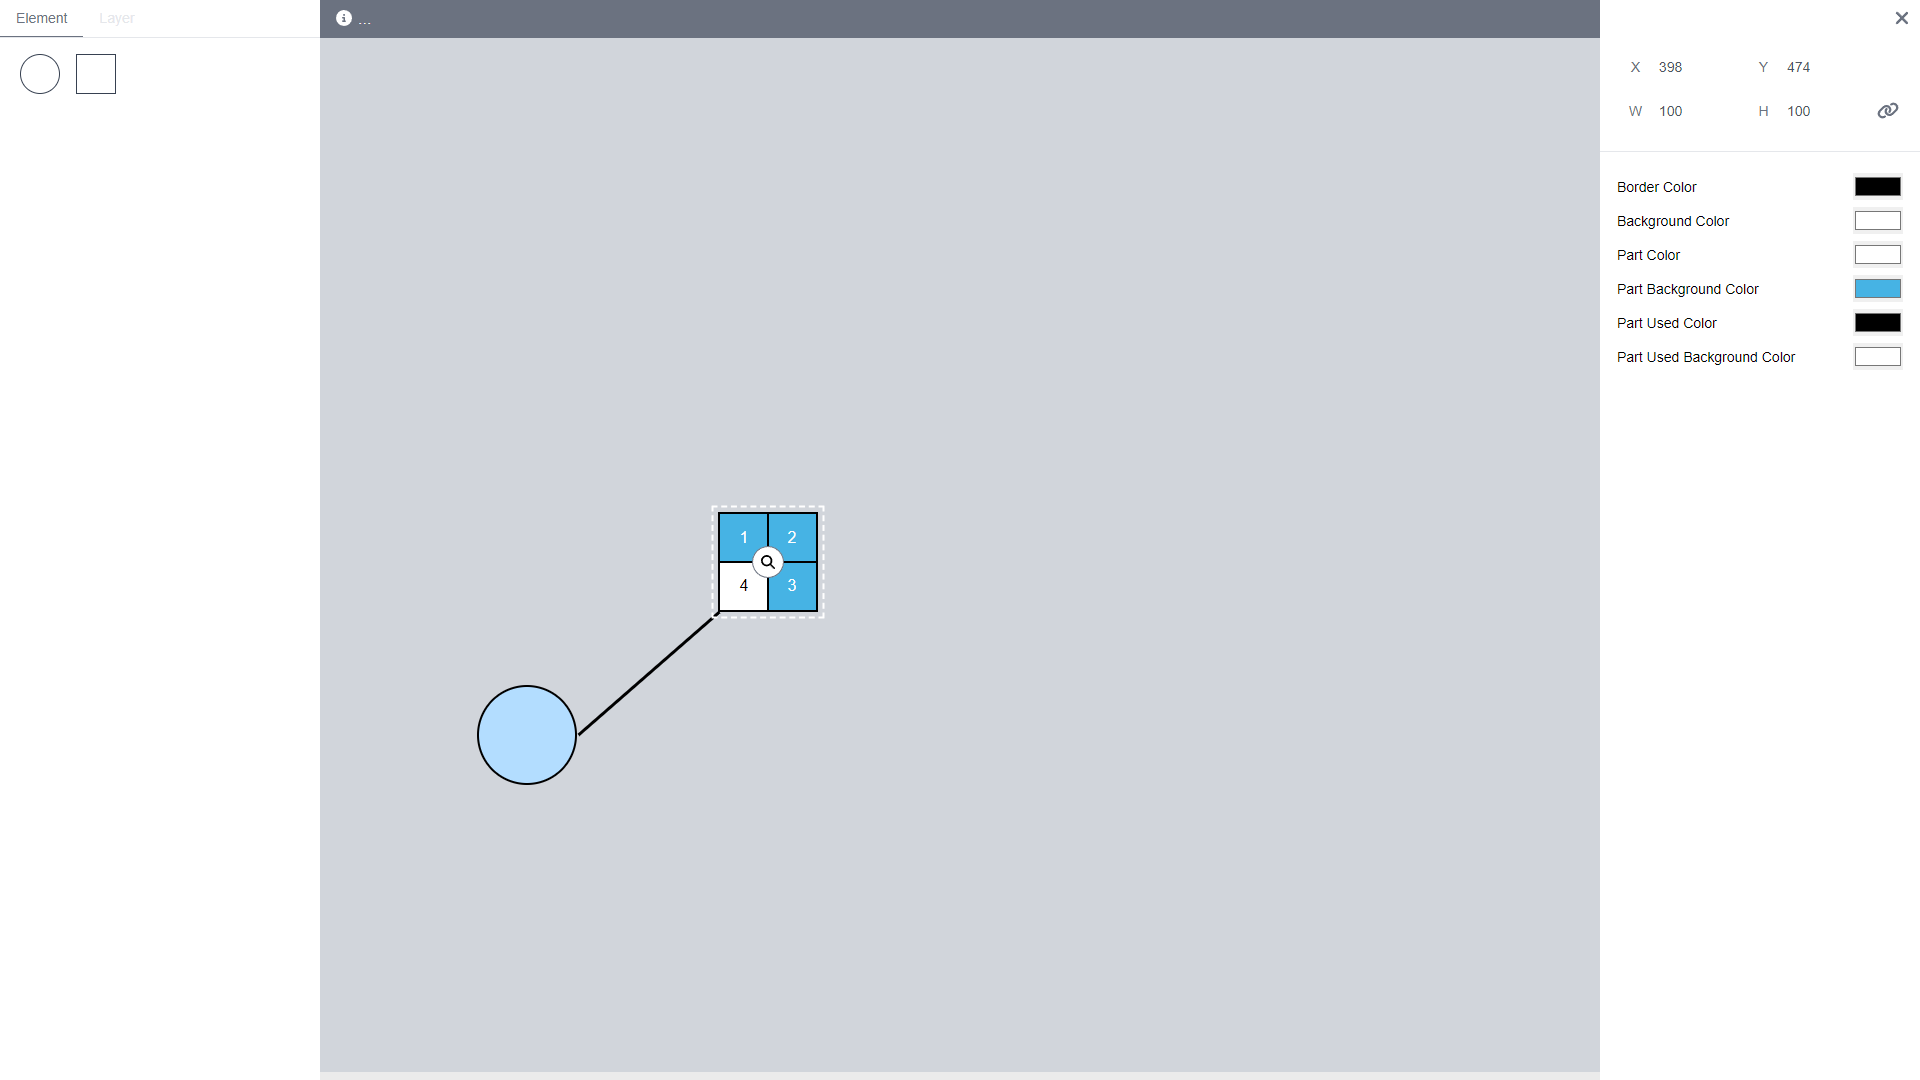 Element Layer
...
X 398 Y 474
W 100 H 100
Border Color
Background Color
Part Color
Part Background Color
Part Used Color
Part Used Background Color
1 2
4 3